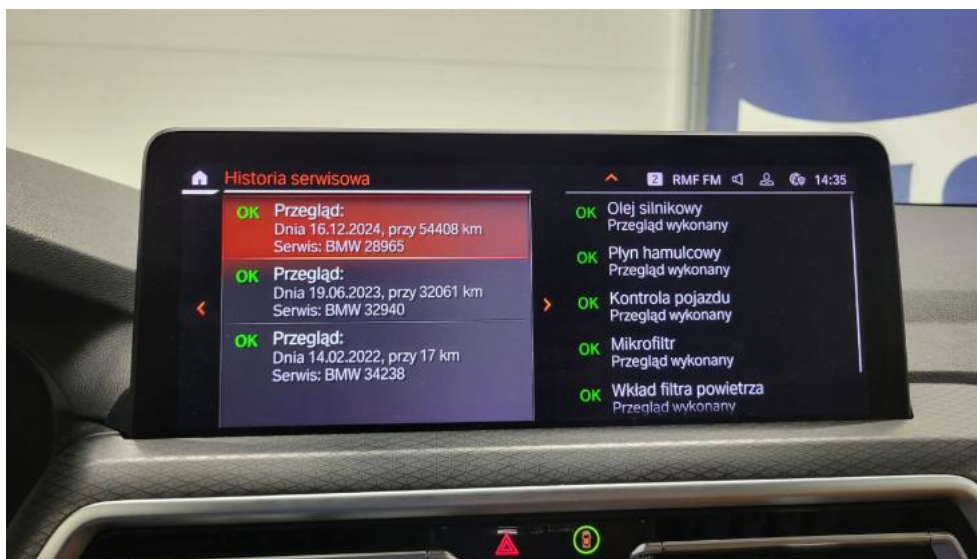 Historia serwisowa
2 RMF FM 14:35
OK Przegląd:
Dnia 16.12.2024, przy 54408 km
Serwis: BMW 28965
OK Przegląd:
Dnia 19.06.2023, przy 32061 km
Serwis: BMW 32940
OK Przegląd:
Dnia 14.02.2022, przy 17 km
Serwis: BMW 34238
OK Olej silnikowy
Przegląd wykonany
OK Płyn hamulcowy
Przegląd wykonany
OK Kontrola pojazdu
Przegląd wykonany
OK Mikrofiltr
Przegląd wykonany
OK Wkład filtra powietrza
Przegląd wykonany